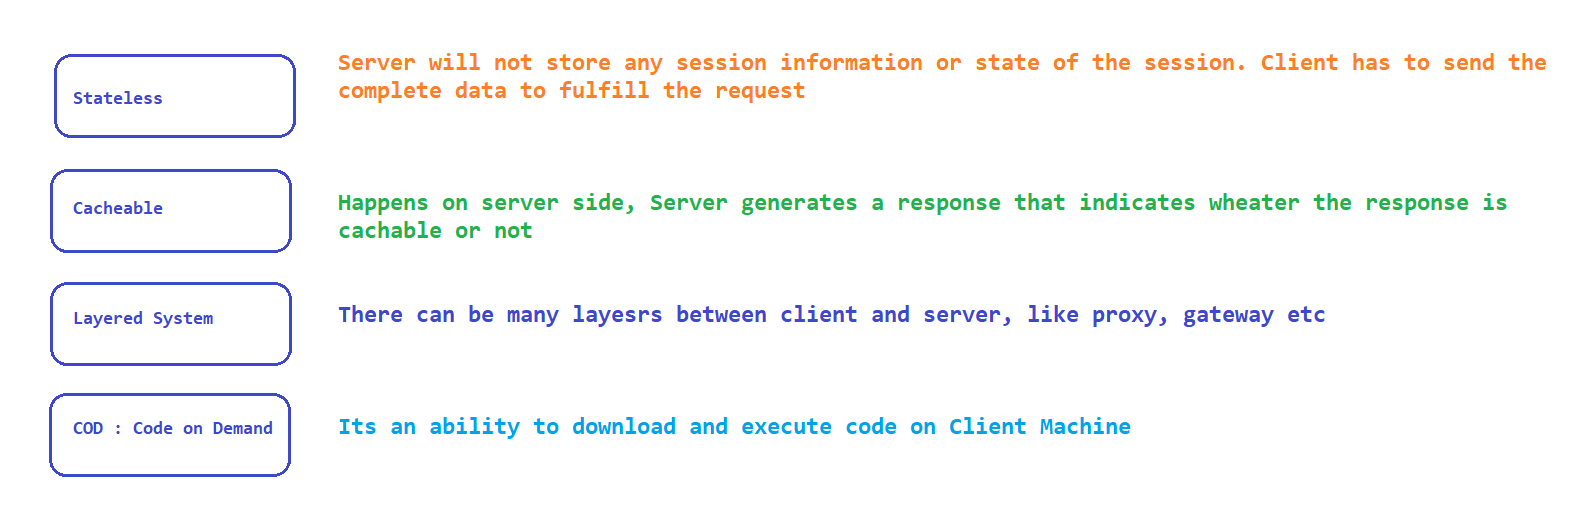 Stateless
Server will not store any session information or state of the session. Client has to send the
complete data to fulfill the request
Cacheable
Happens on server side, Server generates a response that indicates wheater the response is
cachable or not
Layered System
There can be many layesrs between client and server, like proxy, gateway etc
COD : Code on Demand
Its an ability to download and execute code on Client Machine